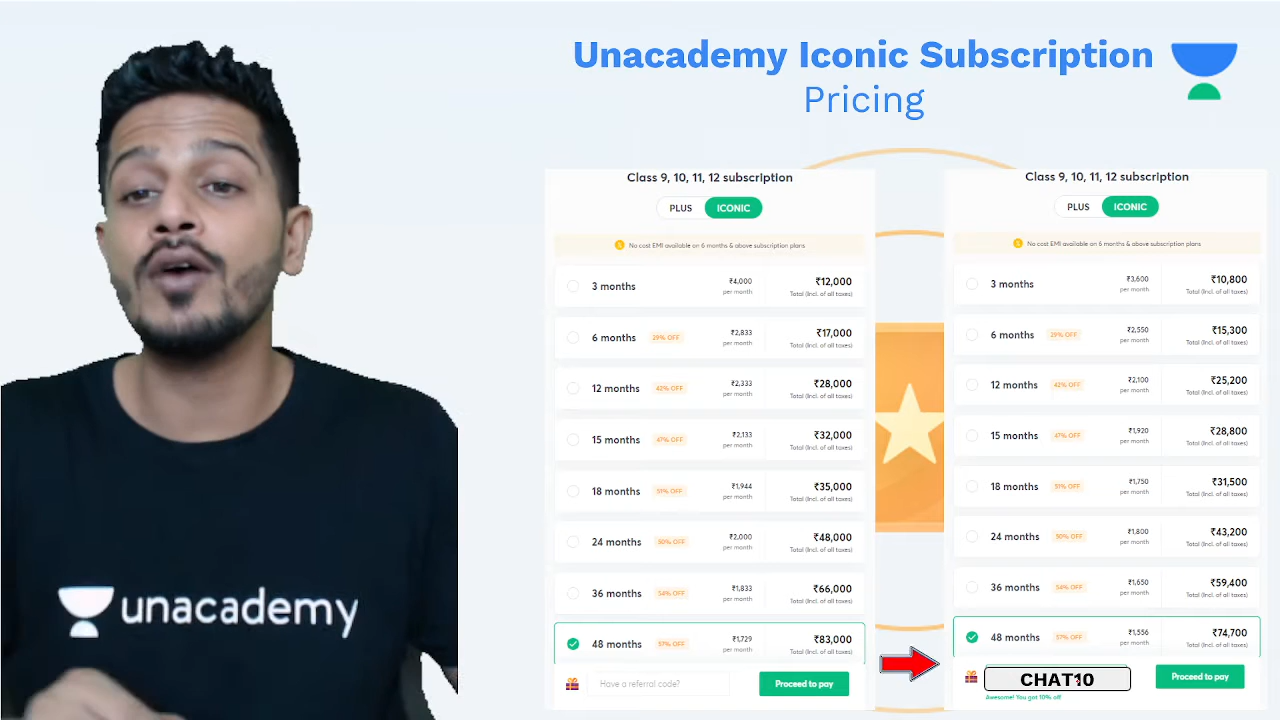 Unacademy Iconic Subscription
Pricing
unacademy
Class 9, 10, 11, 12 subscription
PLUS ICONIC
No cost EMI available on 6 months & above subscription plans
3 months ₹4,000 per month ₹12,000 Total (Incl. of all taxes)
6 months 29% OFF ₹2,833 per month ₹17,000 Total (Incl. of all taxes)
12 months 42% OFF ₹2,333 per month ₹28,000 Total (Incl. of all taxes)
15 months 47% OFF ₹2,133 per month ₹32,000 Total (Incl. of all taxes)
18 months 51% OFF ₹1,944 per month ₹35,000 Total (Incl. of all taxes)
24 months 50% OFF ₹2,000 per month ₹48,000 Total (Incl. of all taxes)
36 months 54% OFF ₹1,833 per month ₹66,000 Total (Incl. of all taxes)
48 months 57% OFF ₹1,729 per month ₹83,000 Total (Incl. of all taxes)
Have a referral code? Proceed to pay
Class 9, 10, 11, 12 subscription
PLUS ICONIC
No cost EMI available on 6 months & above subscription plans
3 months ₹3,600 per month ₹10,800 Total (Incl. of all taxes)
6 months 29% OFF ₹2,550 per month ₹15,300 Total (Incl. of all taxes)
12 months 42% OFF ₹2,100 per month ₹25,200 Total (Incl. of all taxes)
15 months 47% OFF ₹1,920 per month ₹28,800 Total (Incl. of all taxes)
18 months 51% OFF ₹1,750 per month ₹31,500 Total (Incl. of all taxes)
24 months 50% OFF ₹1,800 per month ₹43,200 Total (Incl. of all taxes)
36 months 54% OFF ₹1,650 per month ₹59,400 Total (Incl. of all taxes)
48 months 57% OFF ₹1,556 per month ₹74,700 Total (Incl. of all taxes)
CHAT10 Proceed to pay
Awesome! You got 10% off